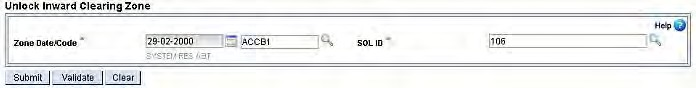 Unlock Inward Clearing Zone
Help ?
Zone Date/Code * 29-02-2000 ACCB1 SOL ID * 106
SYSTEM RES ABT
Submit Validate Clear